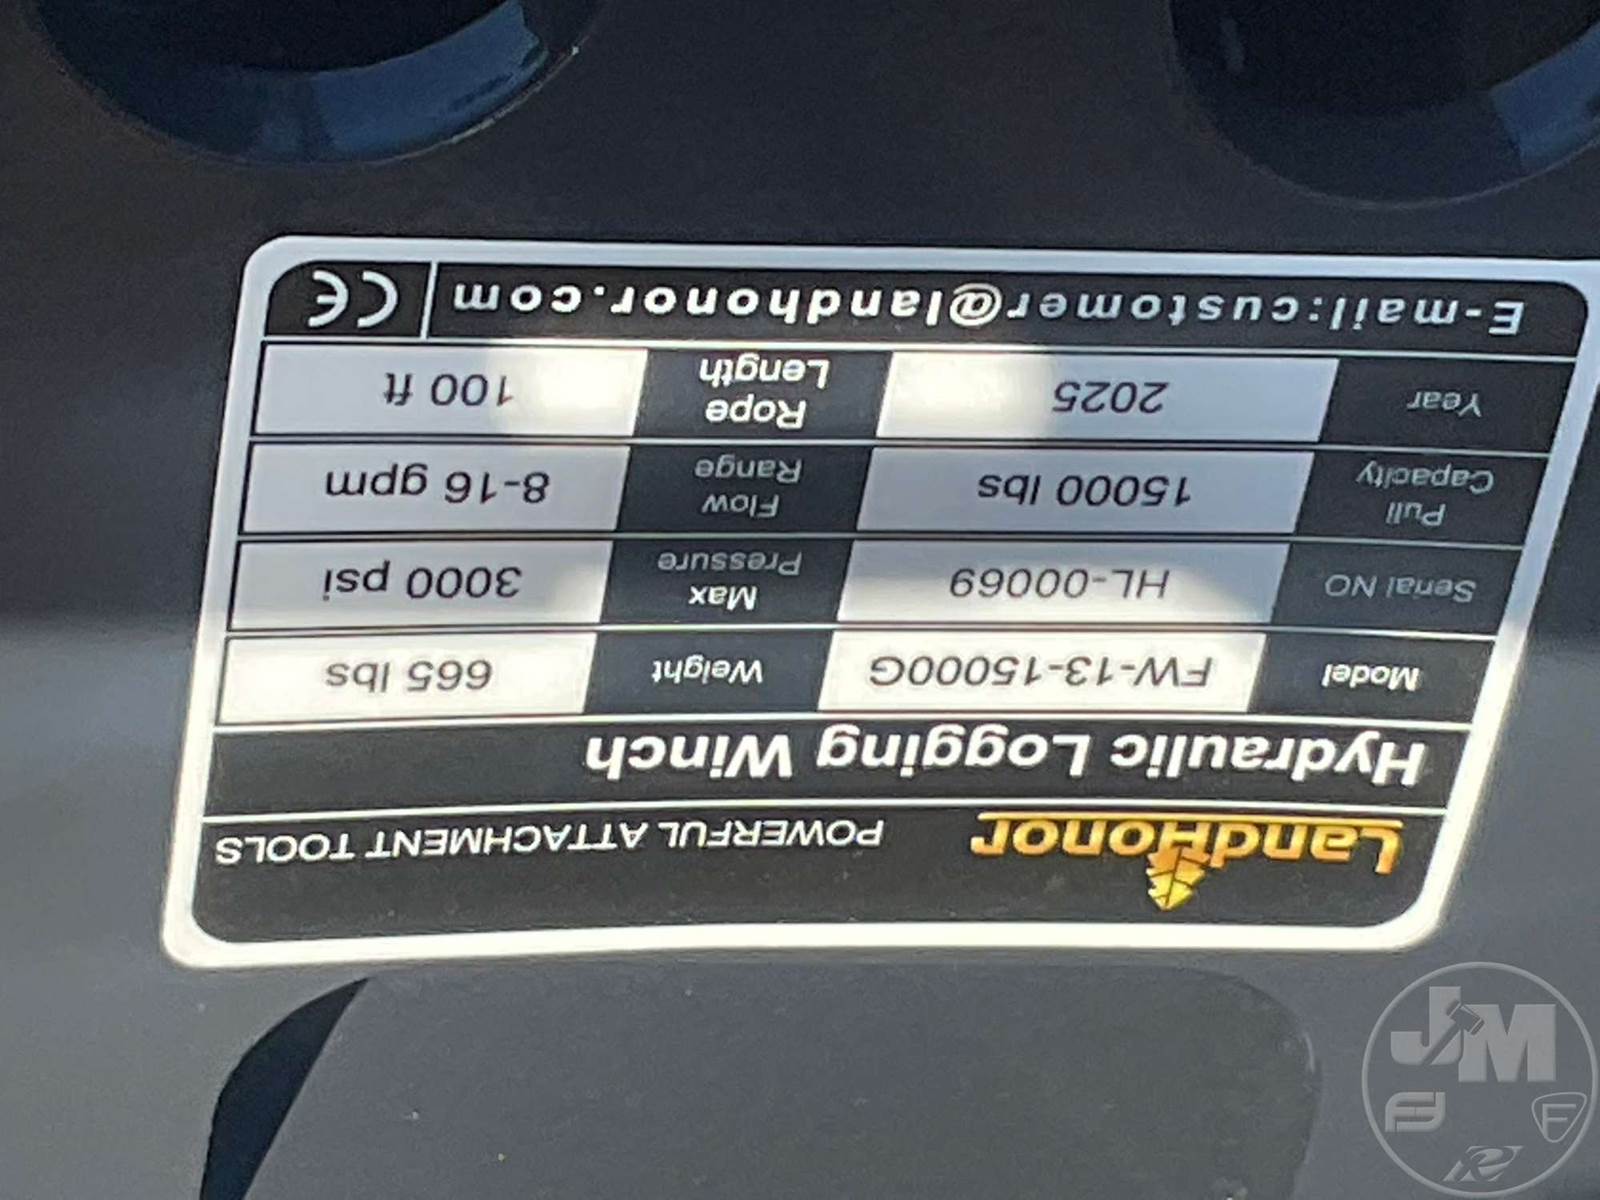 LandHonor POWERFUL ATTACHMENT TOOLS
Hydraulic Logging Winch
Model FW-13-15000G Weight 665 lbs
Serial NO HL-00069 Max Pressure 3000 psi
Pull Capacity 15000 lbs Flow Range 8-16 gpm
Year 2025 Rope Length 100 ft
E-mail:customer@landhonor.com CE
JM